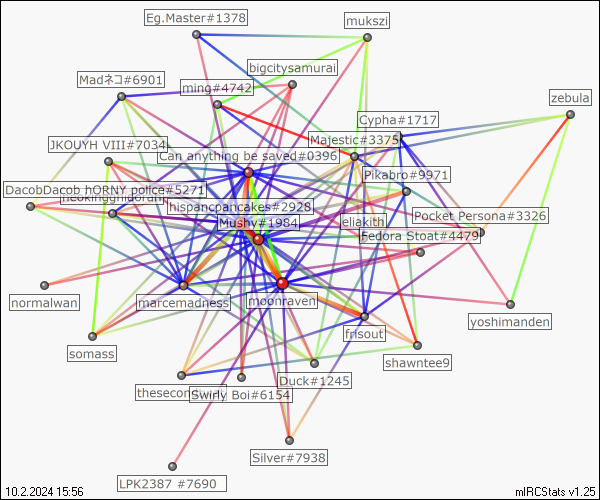 Eg.Master#1378
mukszi
bigcitysamurai
Madネコ#6901
ming#4742
zebula
Cypha#1717
Majestic#3375
JKOUYH VIII#7034
Can anything be saved#0396
Pikabro#9971
DacobDacob hORNY police#5271
neokingghidorah
hispancpancakes#2928
Pocket Persona#3326
Mushy#1984
eliakith
Fedora Stoat#4479
normalwan
marcemadness
moonraven
yoshimanden
frisout
somass
shawntee9
Duck#1245
Swirly Boi#6154
Silver#7938
LPK2387 #7690
10.2.2024 15:56
mIRCStats v1.25